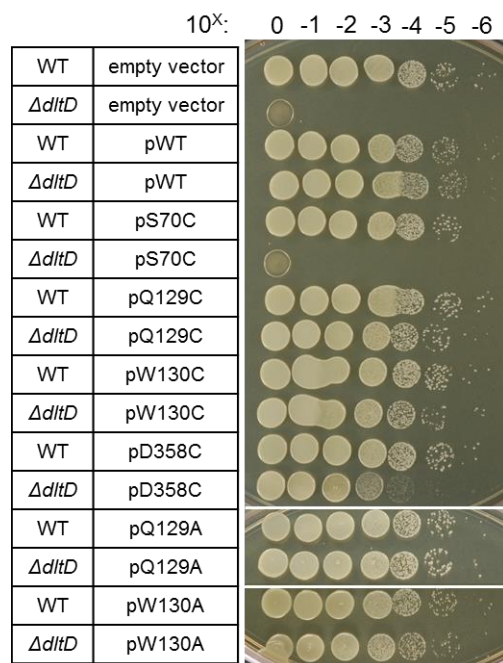 10ˣ: 0 -1 -2 -3 -4 -5 -6
WT empty vector
ΔdltD empty vector
WT pWT
ΔdltD pWT
WT pS70C
ΔdltD pS70C
WT pQ129C
ΔdltD pQ129C
WT pW130C
ΔdltD pW130C
WT pD358C
ΔdltD pD358C
WT pQ129A
ΔdltD pQ129A
WT pW130A
ΔdltD pW130A